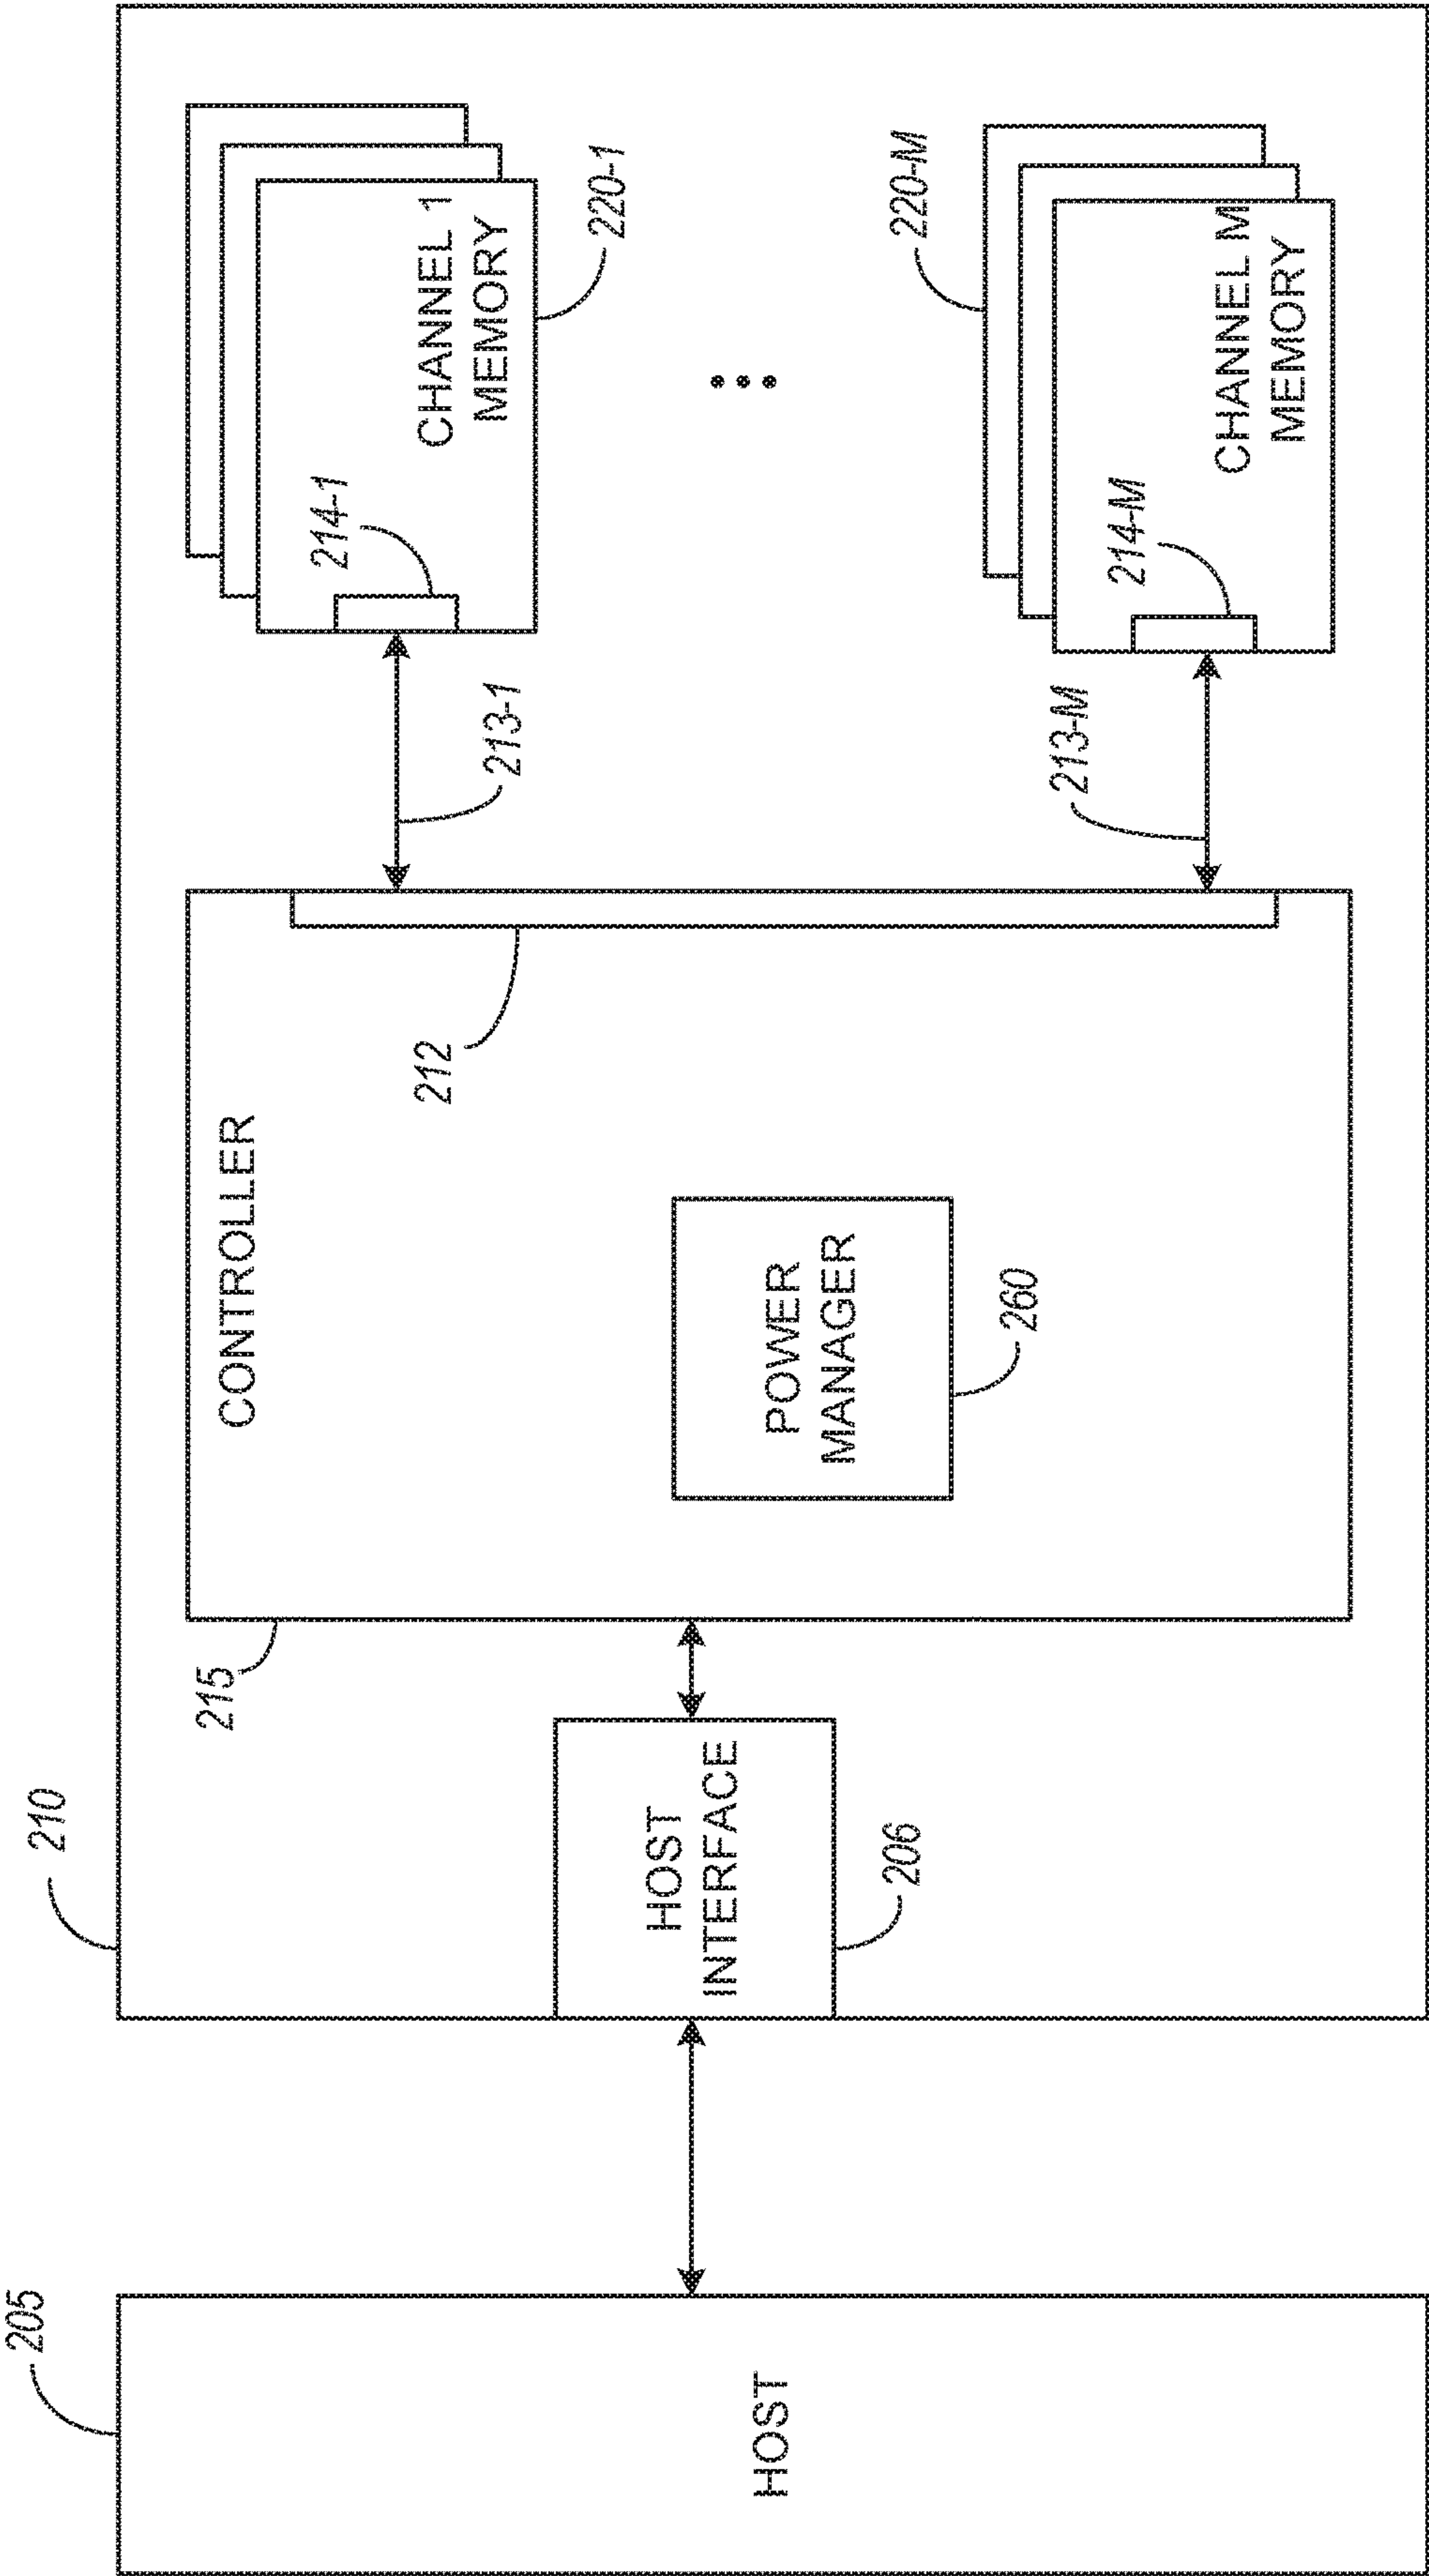 205
HOST
210
HOST
INTERFACE
206
215
CONTROLLER
POWER
MANAGER
260
212
213-1
213-M
214-1
CHANNEL 1
MEMORY
220-1
214-M
CHANNEL M
MEMORY
220-M